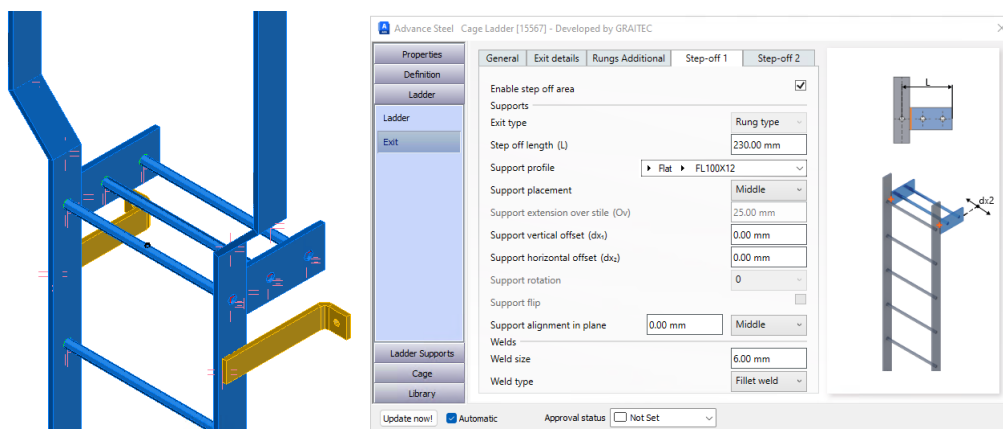 Advance Steel Cage Ladder [15567] - Developed by GRAITEC
Properties
Definition
Ladder
Ladder
Exit
Ladder Supports
Cage
Library
General Exit details Rungs Additional Step-off 1 Step-off 2
Enable step off area
Supports
Exit type Rung type
Step off length (L) 230.00 mm
Support profile Flat FL100X12
Support placement Middle
Support extension over stile (Ov) 25.00 mm
Support vertical offset (dx₁) 0.00 mm
Support horizontal offset (dx₂) 0.00 mm
Support rotation 0
Support flip
Support alignment in plane 0.00 mm Middle
Welds
Weld size 6.00 mm
Weld type Fillet weld
L
dx2
Update now! Automatic Approval status Not Set